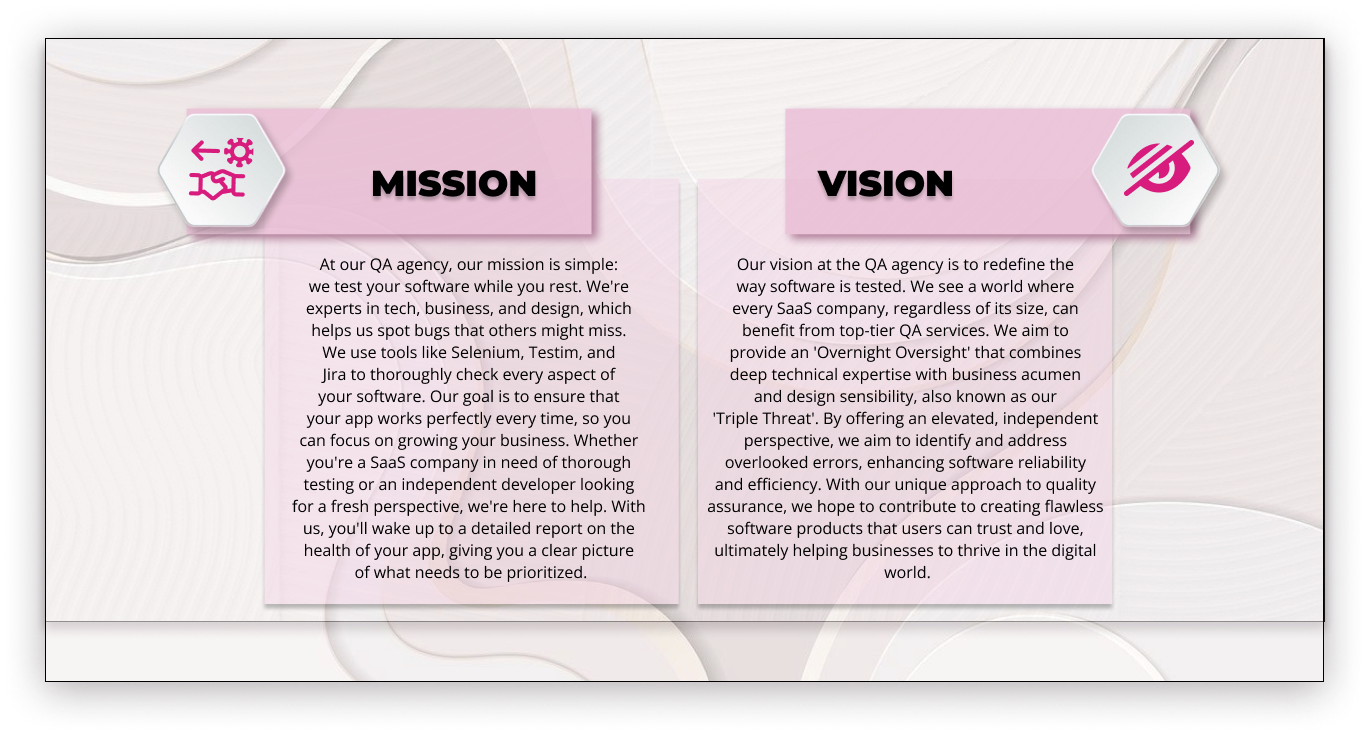 MISSION
At our QA agency, our mission is simple:
we test your software while you rest. We're
experts in tech, business, and design, which
helps us spot bugs that others might miss.
We use tools like Selenium, Testim, and
Jira to thoroughly check every aspect of
your software. Our goal is to ensure that
your app works perfectly every time, so you
can focus on growing your business. Whether
you're a SaaS company in need of thorough
testing or an independent developer looking
for a fresh perspective, we're here to help. With
us, you'll wake up to a detailed report on the
health of your app, giving you a clear picture
of what needs to be prioritized.
VISION
Our vision at the QA agency is to redefine the
way software is tested. We see a world where
every SaaS company, regardless of its size, can
benefit from top-tier QA services. We aim to
provide an 'Overnight Oversight' that combines
deep technical expertise with business acumen
and design sensibility, also known as our
'Triple Threat'. By offering an elevated, independent
perspective, we aim to identify and address
overlooked errors, enhancing software reliability
and efficiency. With our unique approach to quality
assurance, we hope to contribute to creating flawless
software products that users can trust and love,
ultimately helping businesses to thrive in the digital
world.